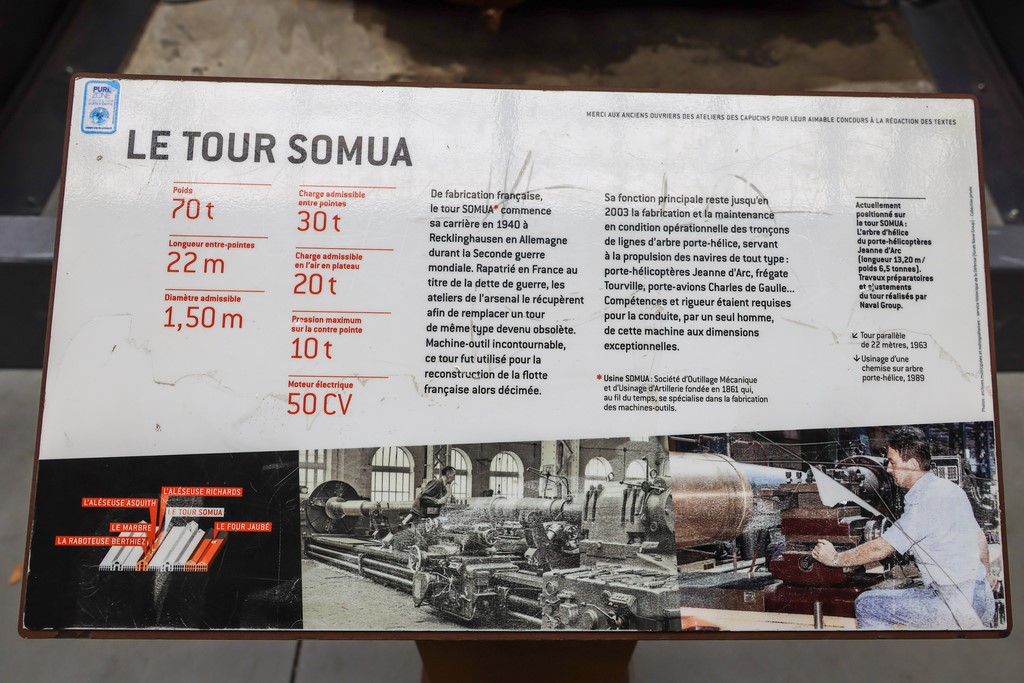 PURE
ZONE
MERCI AUX ANCIENS OUVRIERS DES ATELIERS DES CAPUCINS POUR LEUR AIMABLE CONCOURS À LA RÉDACTION DES TEXTES
LE TOUR SOMUA
Poids
70 t
Longueur entre-pointes
22 m
Diamètre admissible
1,50 m
Charge admissible
entre pointes
30 t
Charge admissible
en l'air en plateau
20 t
Pression maximum
sur la contre pointe
10 t
Moteur électrique
50 CV
De fabrication française,
le tour SOMUA* commence
sa carrière en 1940 à
Recklinghausen en Allemagne
durant la Seconde guerre
mondiale. Rapatrié en France au
titre de la dette de guerre, les
ateliers de l'arsenal le récupèrent
afin de remplacer un tour
de même type devenu obsolète.
Machine-outil incontournable,
ce tour fut utilisé pour la
reconstruction de la flotte
française alors décimée.
Sa fonction principale reste jusqu'en
2003 la fabrication et la maintenance
en condition opérationnelle des tronçons
de lignes d'arbre porte-hélice, servant
à la propulsion des navires de tout type :
porte-hélicoptères Jeanne d'Arc, frégate
Tourville, porte-avions Charles de Gaulle...
Compétences et rigueur étaient requises
pour la conduite, par un seul homme,
de cette machine aux dimensions
exceptionnelles.
* Usine SOMUA : Société d'Outillage Mécanique
et d'Usinage d'Artillerie fondée en 1861 qui,
au fil du temps, se spécialise dans la fabrication
des machines-outils.
Actuellement
positionné sur
le tour SOMUA :
L'arbre d'hélice
du porte-hélicoptères
Jeanne d'Arc
(longueur 13,20 m /
poids 6,5 tonnes).
Travaux préparatoires
et ajustements
du tour réalisés par
Naval Group.
↙ Tour parallèle
de 22 mètres, 1963
↓ Usinage d'une
chemise sur arbre
porte-hélice, 1989
L'ALÉSEUSE RICHARDS
L'ALÉSEUSE ASQUITH
LE TOUR SOMUA
LE MARBRE
LE FOUR JAUBÉ
LA RABOTEUSE BERTHIEZ